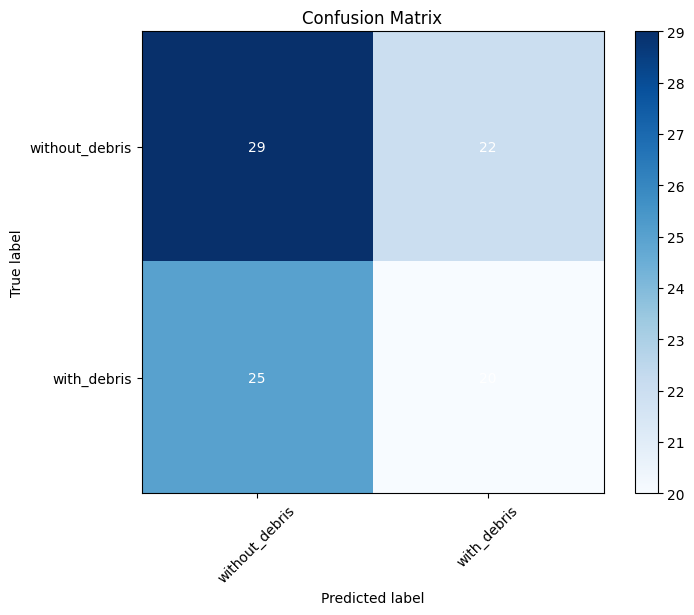 Confusion Matrix
True label
without_debris
with_debris
29 22
25 20
without_debris with_debris
Predicted label
29
28
27
26
25
24
23
22
21
20